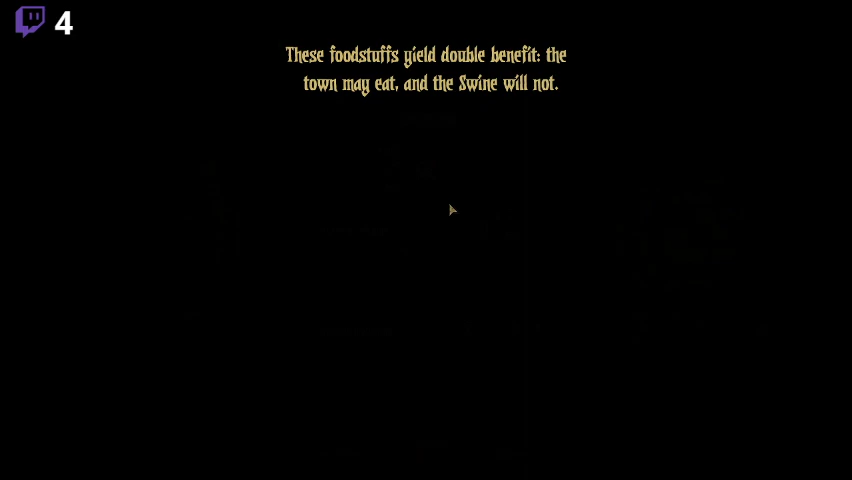 4
These foodstuffs yield double benefit: the
town may eat, and the Swine will not.